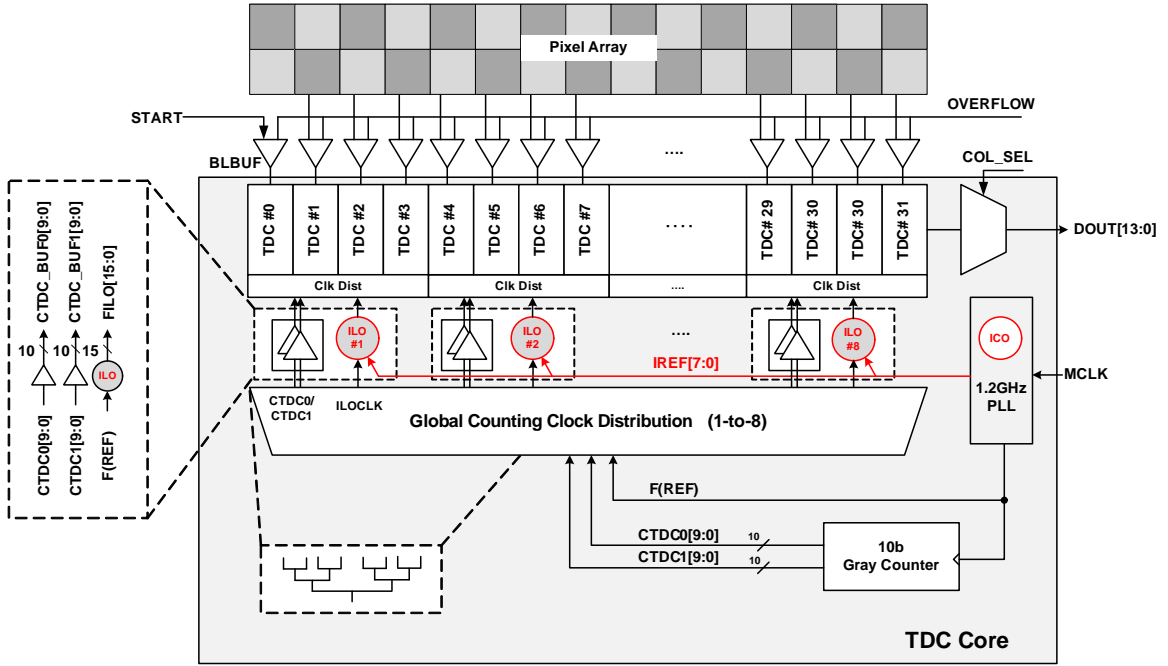 Pixel Array
START
OVERFLOW
BLBUF
....
COL_SEL
TDC #0
TDC #1
TDC #2
TDC #3
TDC #4
TDC #5
TDC #6
TDC #7
....
TDC# 29
TDC# 30
TDC# 30
TDC# 31
DOUT[13:0]
Clk Dist
Clk Dist
....
Clk Dist
CTDC_BUF0[9:0]
CTDC_BUF1[9:0]
FILO[15:0]
10
10
15
ILO
CTDC0[9:0]
CTDC1[9:0]
F(REF)
ILO
#1
ILO
#2
....
ILO
#8
ICO
IREF[7:0]
1.2GHz
PLL
MCLK
CTDC0/
CTDC1
ILOCLK
Global Counting Clock Distribution (1-to-8)
F(REF)
CTDC0[9:0]
10
CTDC1[9:0]
10
10b
Gray Counter
TDC Core